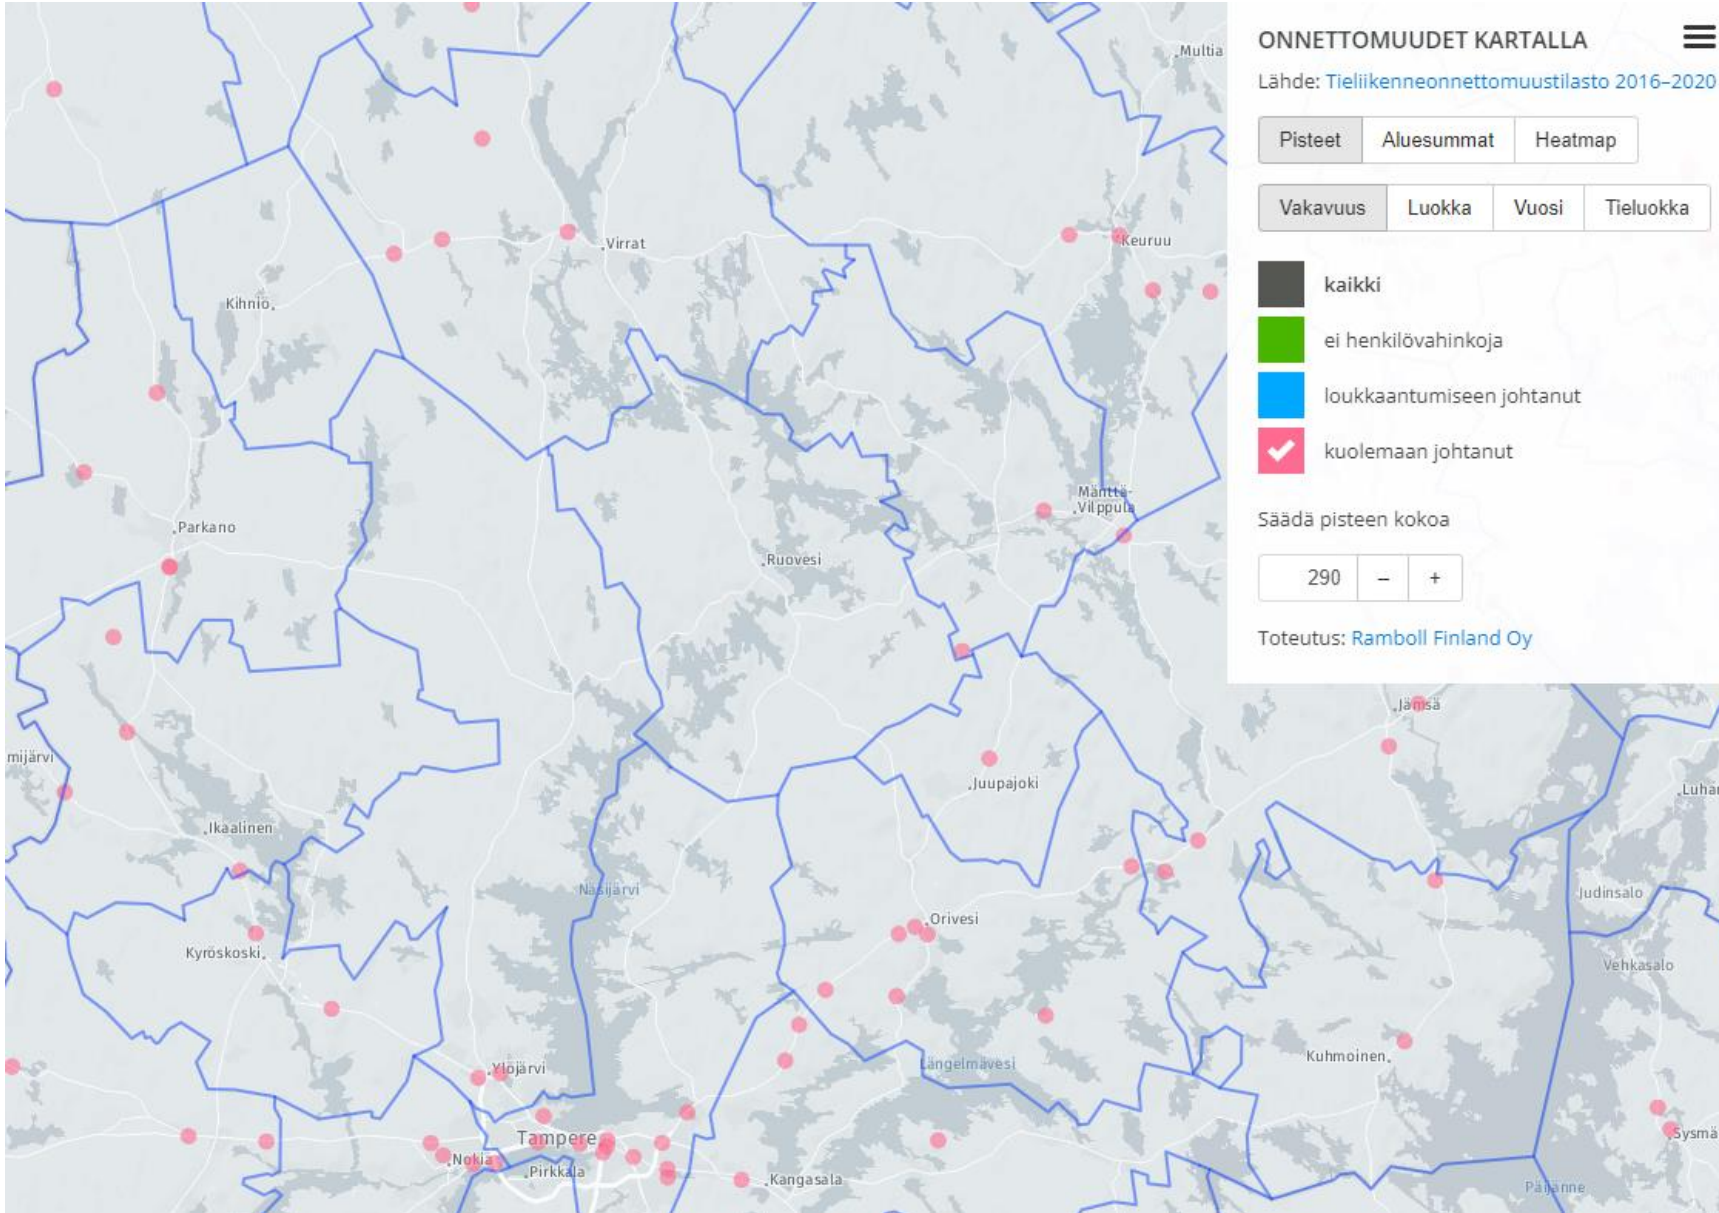 ONNETTOMUUDET KARTALLA
Lähde: Tieliikenneonnettomuustilasto 2016–2020
Pisteet Aluesummat Heatmap
Vakavuus Luokka Vuosi Tieluokka
kaikki
ei henkilövahinkoja
loukkaantumiseen johtanut
kuolemaan johtanut
Säädä pisteen kokoa
290 – +
Toteutus: Ramboll Finland Oy
Multia
Virrat
Keuruu
Kihniö
Mänttä-
Vilppula
Parkano
Ruovesi
Jämsä
mijärvi
Juupajoki
Luha
Ikaalinen
Näsijärvi
Judinsalo
Orivesi
Kyröskoski
Vehkasalo
Kuhmoinen
Ylöjärvi
Längelmävesi
Tampere
Sysmä
Nokia
Pirkkala
Kangasala
Päijänne